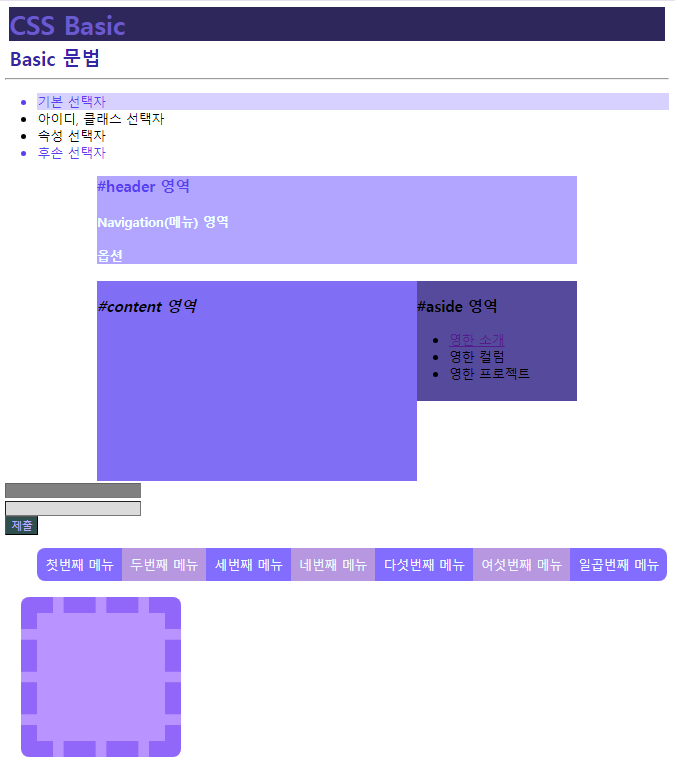 CSS Basic
Basic 문법
기본 선택자
아이디, 클래스 선택자
속성 선택자
후손 선택자
#header 영역
Navigation(메뉴) 영역
옵션
#content 영역
#aside 영역
영한 소개
영한 컬럼
영한 프로젝트
제출
첫번째 메뉴 두번째 메뉴 세번째 메뉴 네번째 메뉴 다섯번째 메뉴 여섯번째 메뉴 일곱번째 메뉴